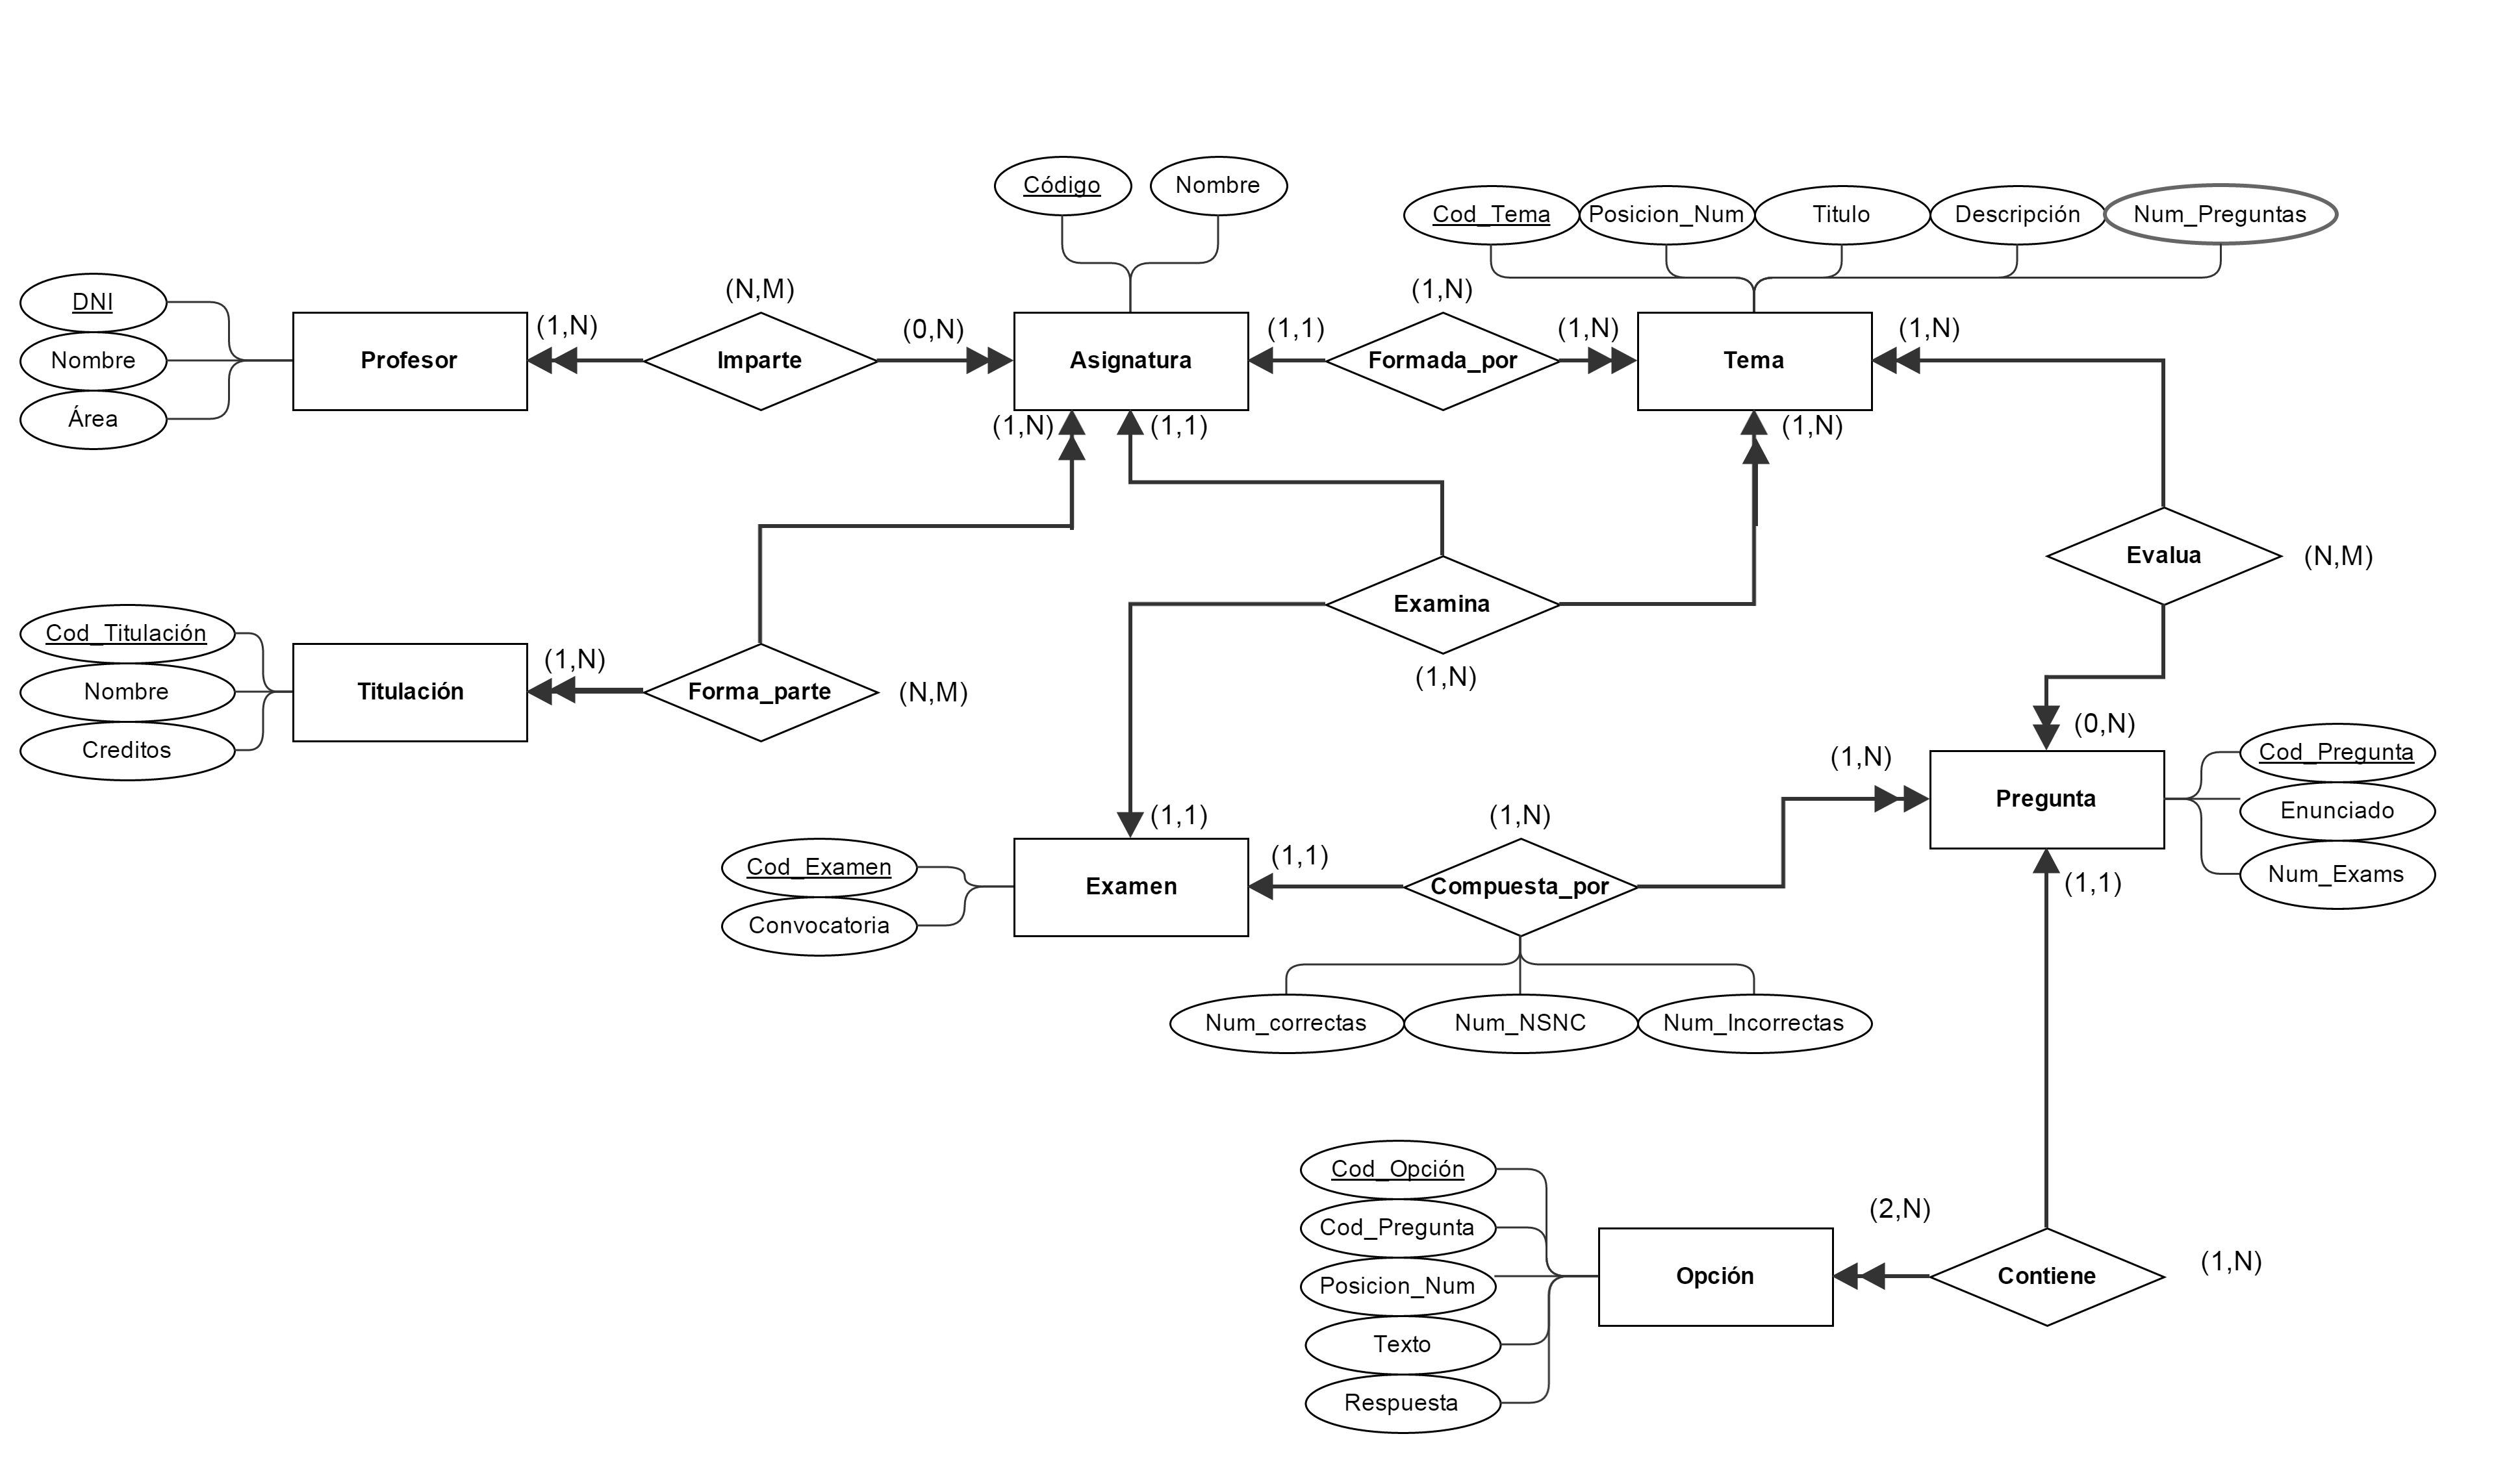 Código
Nombre
Cod_Tema
Posicion_Num
Titulo
Descripción
Num_Preguntas
DNI
Nombre
Área
Profesor
(1,N)
(N,M)
Imparte
(0,N)
Asignatura
(1,1)
(1,N)
Formada_por
(1,N)
Tema
(1,N)
(1,N)
(1,1)
(1,N)
Evalua
(N,M)
Examina
(1,N)
Cod_Titulación
Nombre
Creditos
Titulación
(1,N)
Forma_parte
(N,M)
(0,N)
(1,N)
Pregunta
Cod_Pregunta
Enunciado
Num_Exams
(1,1)
(1,1)
Cod_Examen
Convocatoria
Examen
(1,1)
(1,N)
Compuesta_por
Num_correctas
Num_NSNC
Num_Incorrectas
Cod_Opción
Cod_Pregunta
Posicion_Num
Texto
Respuesta
Opción
(2,N)
Contiene
(1,N)